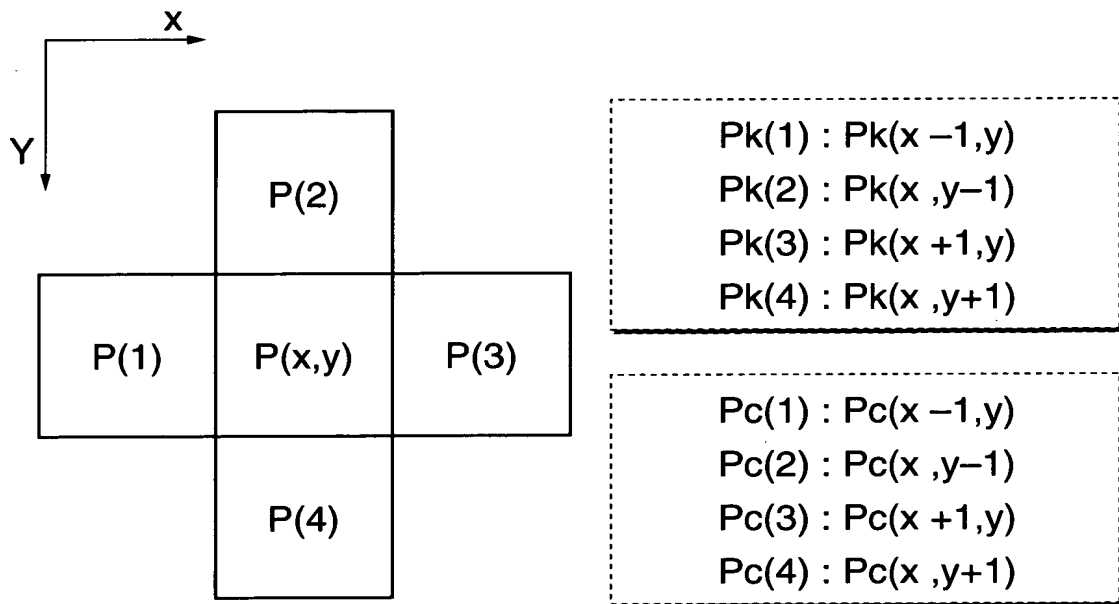 x
Y
P(2)
P(1) P(x,y) P(3)
P(4)
Pk(1) : Pk(x −1,y)
Pk(2) : Pk(x ,y−1)
Pk(3) : Pk(x +1,y)
Pk(4) : Pk(x ,y+1)
Pc(1) : Pc(x −1,y)
Pc(2) : Pc(x ,y−1)
Pc(3) : Pc(x +1,y)
Pc(4) : Pc(x ,y+1)